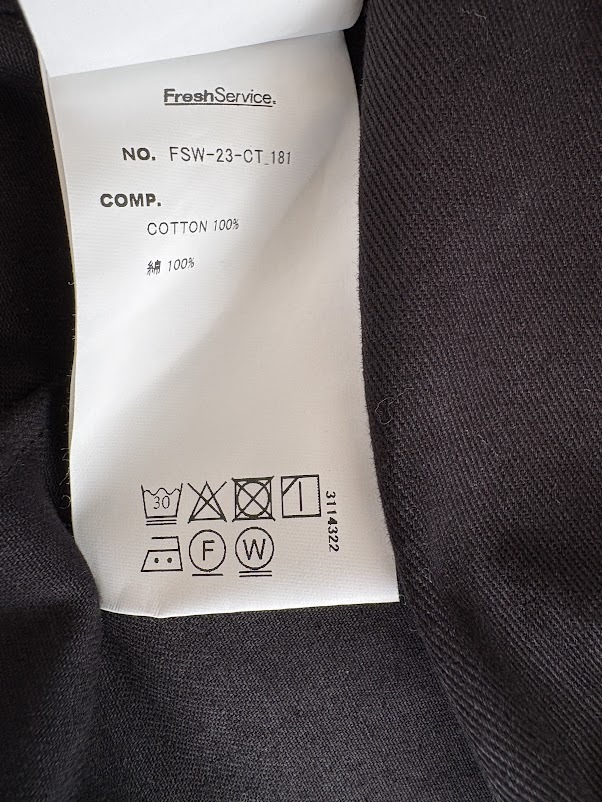 FreshService.
NO. FSW-23-CT_181
COMP.
COTTON 100%
綿 100%
30
3114322
F W